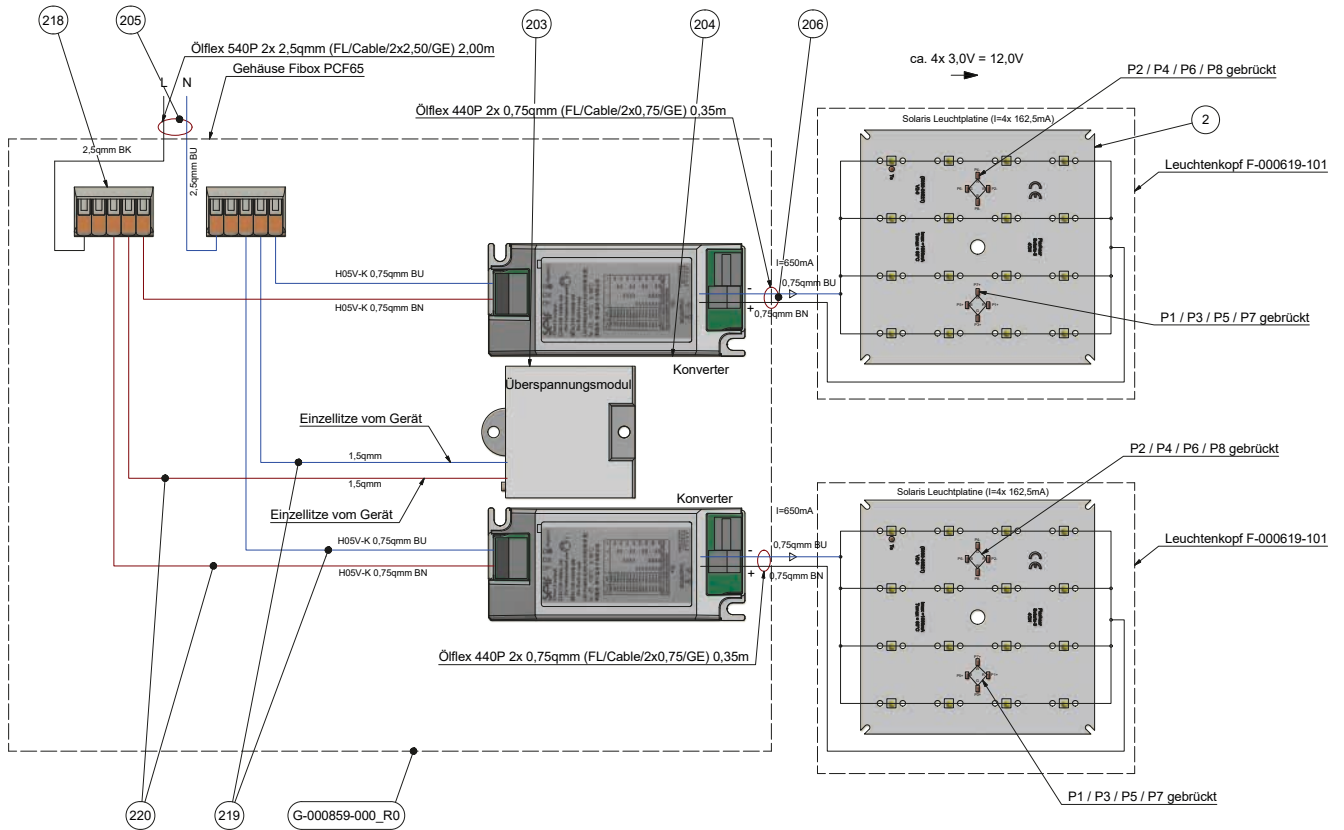 218
205
203
204
206
Ölflex 540P 2x 2,5qmm (FL/Cable/2x2,50/GE) 2,00m
Gehäuse Fibox PCF65
L N
ca. 4x 3,0V = 12,0V
P2 / P4 / P6 / P8 gebrückt
Ölflex 440P 2x 0,75qmm (FL/Cable/2x0,75/GE) 0,35m
Solaris Leuchtplatine (I=4x 162,5mA)
2
2,5qmm BK
2,5qmm BU
Leuchtenkopf F-000619-101
I=650mA
H05V-K 0,75qmm BU
0,75qmm BU
-
+
H05V-K 0,75qmm BN
0,75qmm BN
P1 / P3 / P5 / P7 gebrückt
Konverter
Überspannungsmodul
Einzellitze vom Gerät
1,5qmm
1,5qmm
Einzellitze vom Gerät
P2 / P4 / P6 / P8 gebrückt
Konverter
Solaris Leuchtplatine (I=4x 162,5mA)
I=650mA
H05V-K 0,75qmm BU
0,75qmm BU
Leuchtenkopf F-000619-101
-
+
H05V-K 0,75qmm BN
0,75qmm BN
Ölflex 440P 2x 0,75qmm (FL/Cable/2x0,75/GE) 0,35m
P1 / P3 / P5 / P7 gebrückt
220
219
G-000859-000_R0